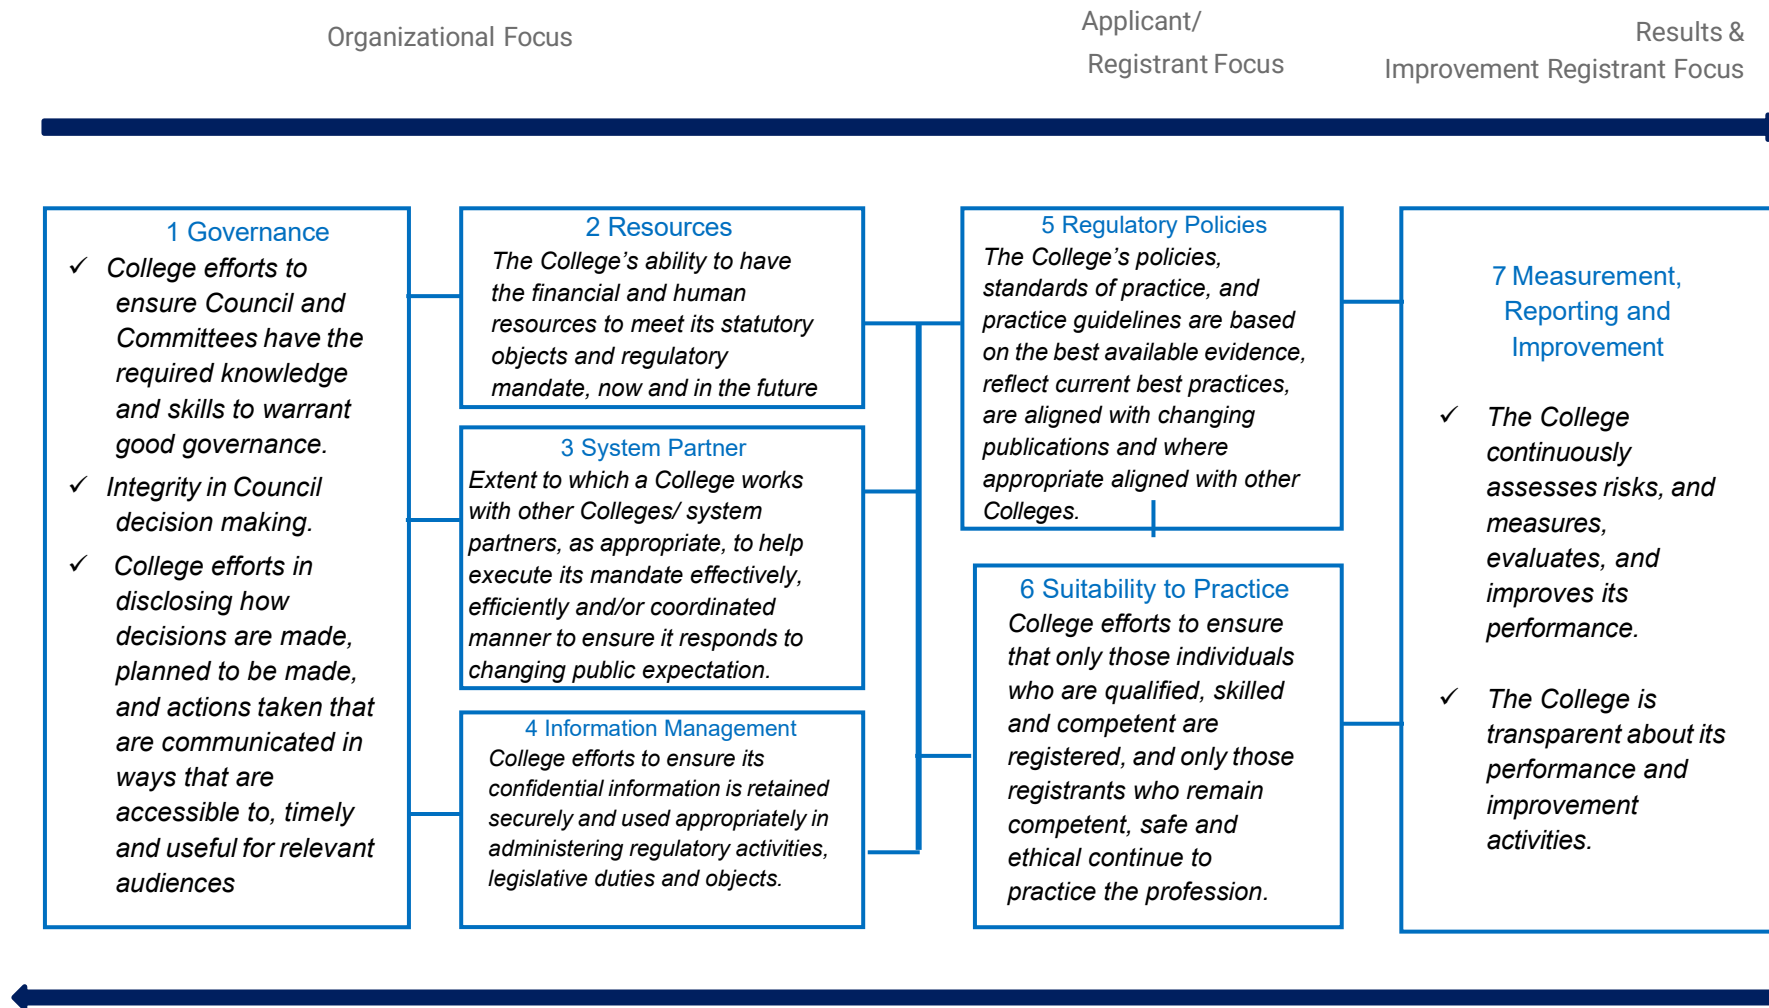 Organizational Focus
Applicant/
Registrant Focus
Results &
Improvement Registrant Focus
1 Governance
✓ College efforts to
ensure Council and
Committees have the
required knowledge
and skills to warrant
good governance.
✓ Integrity in Council
decision making.
✓ College efforts in
disclosing how
decisions are made,
planned to be made,
and actions taken that
are communicated in
ways that are
accessible to, timely
and useful for relevant
audiences
2 Resources
The College’s ability to have
the financial and human
resources to meet its statutory
objects and regulatory
mandate, now and in the future
3 System Partner
Extent to which a College works
with other Colleges/ system
partners, as appropriate, to help
execute its mandate effectively,
efficiently and/or coordinated
manner to ensure it responds to
changing public expectation.
4 Information Management
College efforts to ensure its
confidential information is retained
securely and used appropriately in
administering regulatory activities,
legislative duties and objects.
5 Regulatory Policies
The College’s policies,
standards of practice, and
practice guidelines are based
on the best available evidence,
reflect current best practices,
are aligned with changing
publications and where
appropriate aligned with other
Colleges.
6 Suitability to Practice
College efforts to ensure
that only those individuals
who are qualified, skilled
and competent are
registered, and only those
registrants who remain
competent, safe and
ethical continue to
practice the profession.
7 Measurement,
Reporting and
Improvement
✓ The College
continuously
assesses risks, and
measures,
evaluates, and
improves its
performance.
✓ The College is
transparent about its
performance and
improvement
activities.